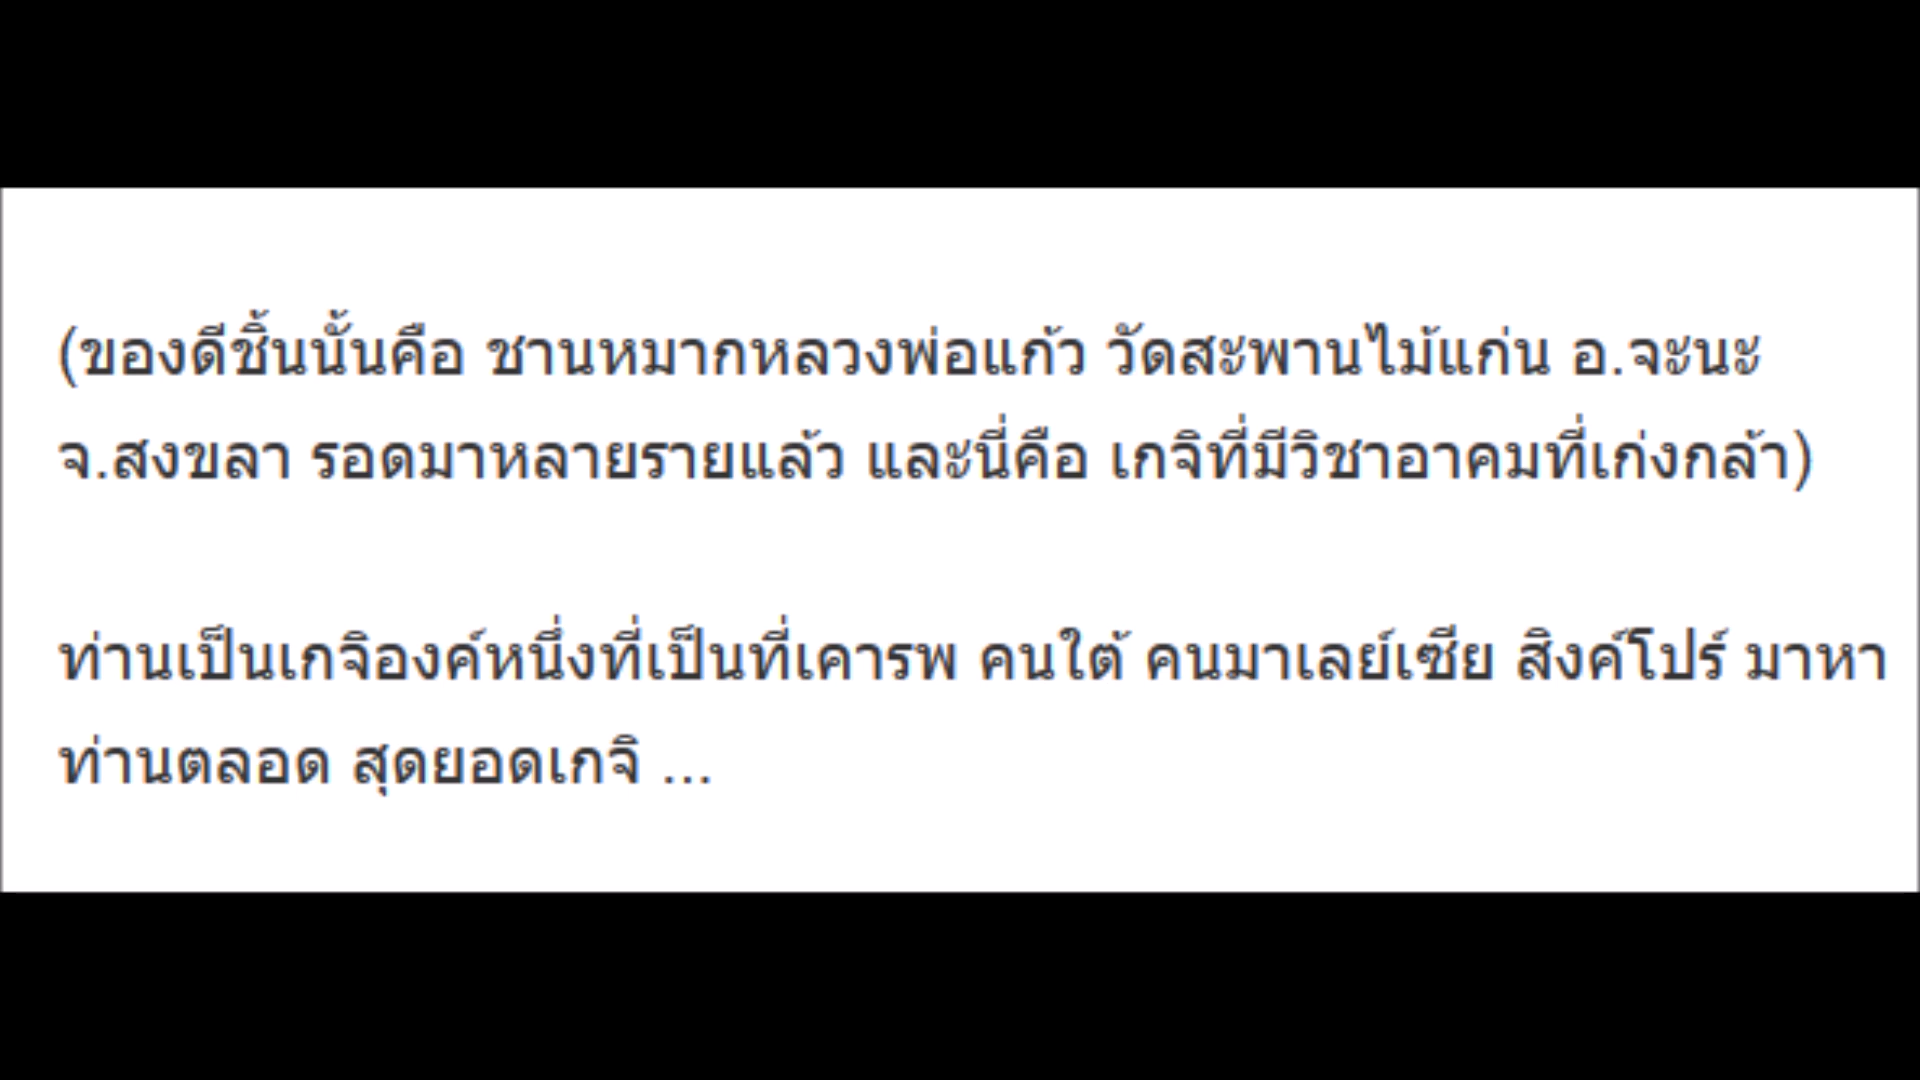 (ของดีชิ้นนั้นคือ ชานหมากหลวงพ่อแก้ว วัดสะพานไม้แก่น อ.จะนะ
จ.สงขลา รอดมาหลายรายแล้ว และนี่คือ เกจิที่มีวิชาอาคมที่เก่งกล้า)
ท่านเป็นเกจิองค์หนึ่งที่เป็นที่เคารพ คนใต้ คนมาเลย์เซีย สิงค์โปร์ มาหา
ท่านตลอด สุดยอดเกจิ ...